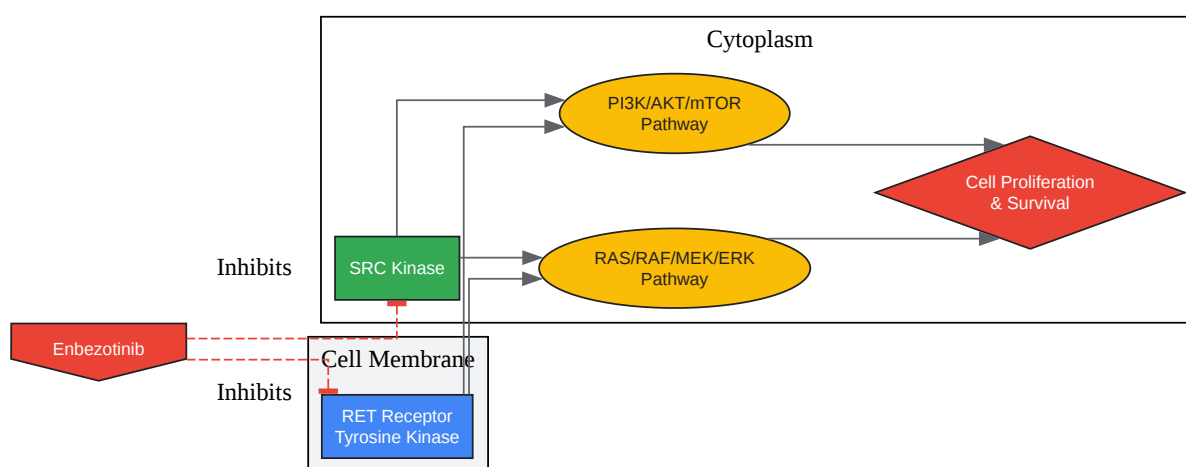 Cytoplasm
PI3K/AKT/mTOR
Pathway
Cell Proliferation
& Survival
Inhibits
SRC Kinase
RAS/RAF/MEK/ERK
Pathway
Enbezotinib
Cell Membrane
Inhibits
RET Receptor
Tyrosine Kinase